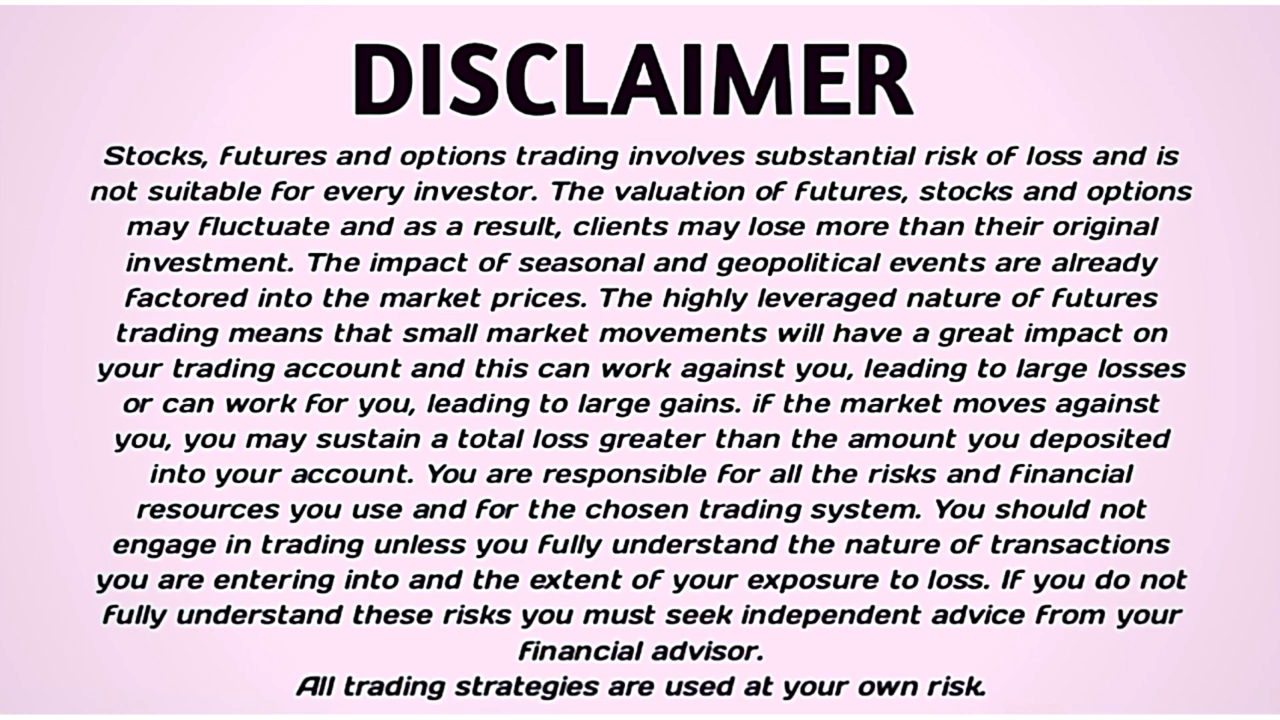 DISCLAIMER
Stocks, futures and options trading involves substantial risk of loss and is
not suitable for every investor. The valuation of futures, stocks and options
may fluctuate and as a result, clients may lose more than their original
investment. The impact of seasonal and geopolitical events are already
factored into the market prices. The highly leveraged nature of futures
trading means that small market movements will have a great impact on
your trading account and this can work against you, leading to large losses
or can work for you, leading to large gains. if the market moves against
you, you may sustain a total loss greater than the amount you deposited
into your account. You are responsible for all the risks and financial
resources you use and for the chosen trading system. You should not
engage in trading unless you fully understand the nature of transactions
you are entering into and the extent of your exposure to loss. If you do not
fully understand these risks you must seek independent advice from your
financial advisor.
All trading strategies are used at your own risk.